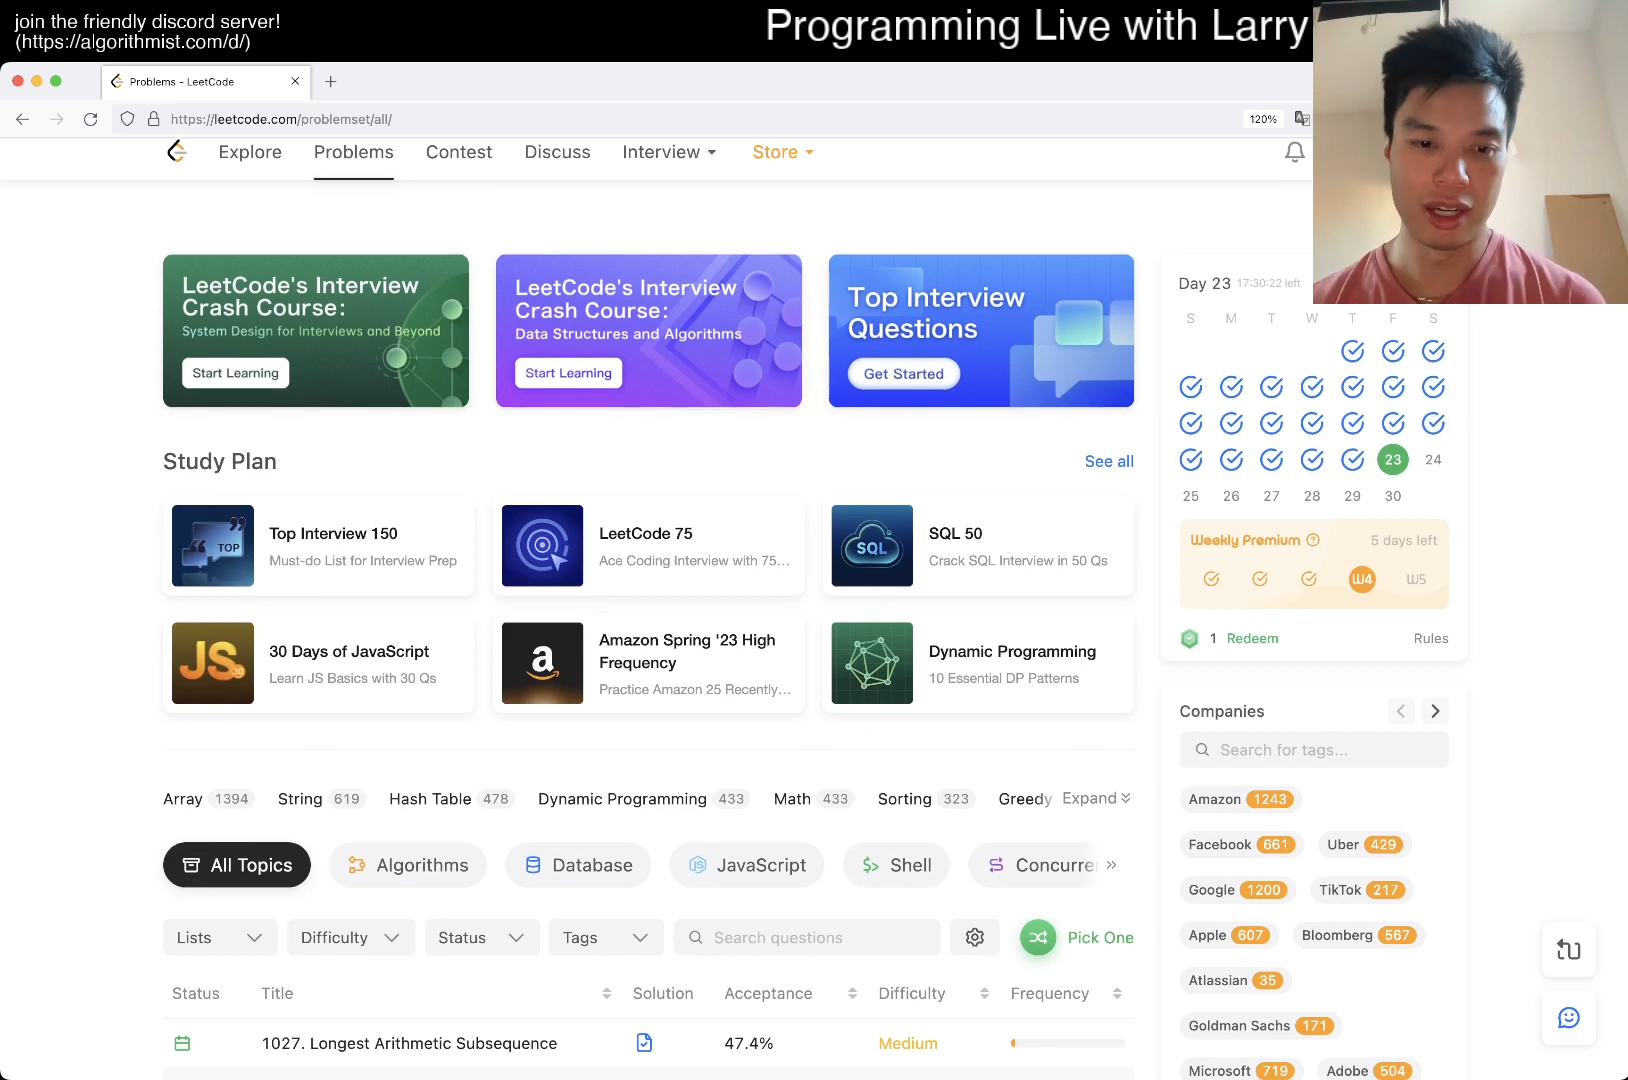 join the friendly discord server!
(https://algorithmist.com/d/)
Programming Live with Larry
Problems - LeetCode
https://leetcode.com/problemset/all/
120%
Explore
Problems
Contest
Discuss
Interview
Store
LeetCode's Interview
Crash Course:
System Design for Interviews and Beyond
Start Learning
LeetCode's Interview
Crash Course:
Data Structures and Algorithms
Start Learning
Top Interview
Questions
Get Started
Day 23 17:30:22 left
S M T W T F S
23 24
25 26 27 28 29 30
Weekly Premium 5 days left
W4 W5
1 Redeem Rules
Study Plan
See all
TOP
Top Interview 150
Must-do List for Interview Prep
LeetCode 75
Ace Coding Interview with 75...
SQL
SQL 50
Crack SQL Interview in 50 Qs
JS
30
30 Days of JavaScript
Learn JS Basics with 30 Qs
a
Amazon Spring '23 High
Frequency
Practice Amazon 25 Recently...
Dynamic Programming
10 Essential DP Patterns
Array 1394
String 619
Hash Table 478
Dynamic Programming 433
Math 433
Sorting 323
Greedy
Expand
All Topics
Algorithms
Database
JavaScript
Shell
Concurre
Lists
Difficulty
Status
Tags
Search questions
Pick One
Status
Title
Solution
Acceptance
Difficulty
Frequency
1027. Longest Arithmetic Subsequence
47.4%
Medium
Companies
Search for tags...
Amazon 1243
Facebook 661
Uber 429
Google 1200
TikTok 217
Apple 607
Bloomberg 567
Atlassian 35
Goldman Sachs 171
Microsoft 719
Adobe 504